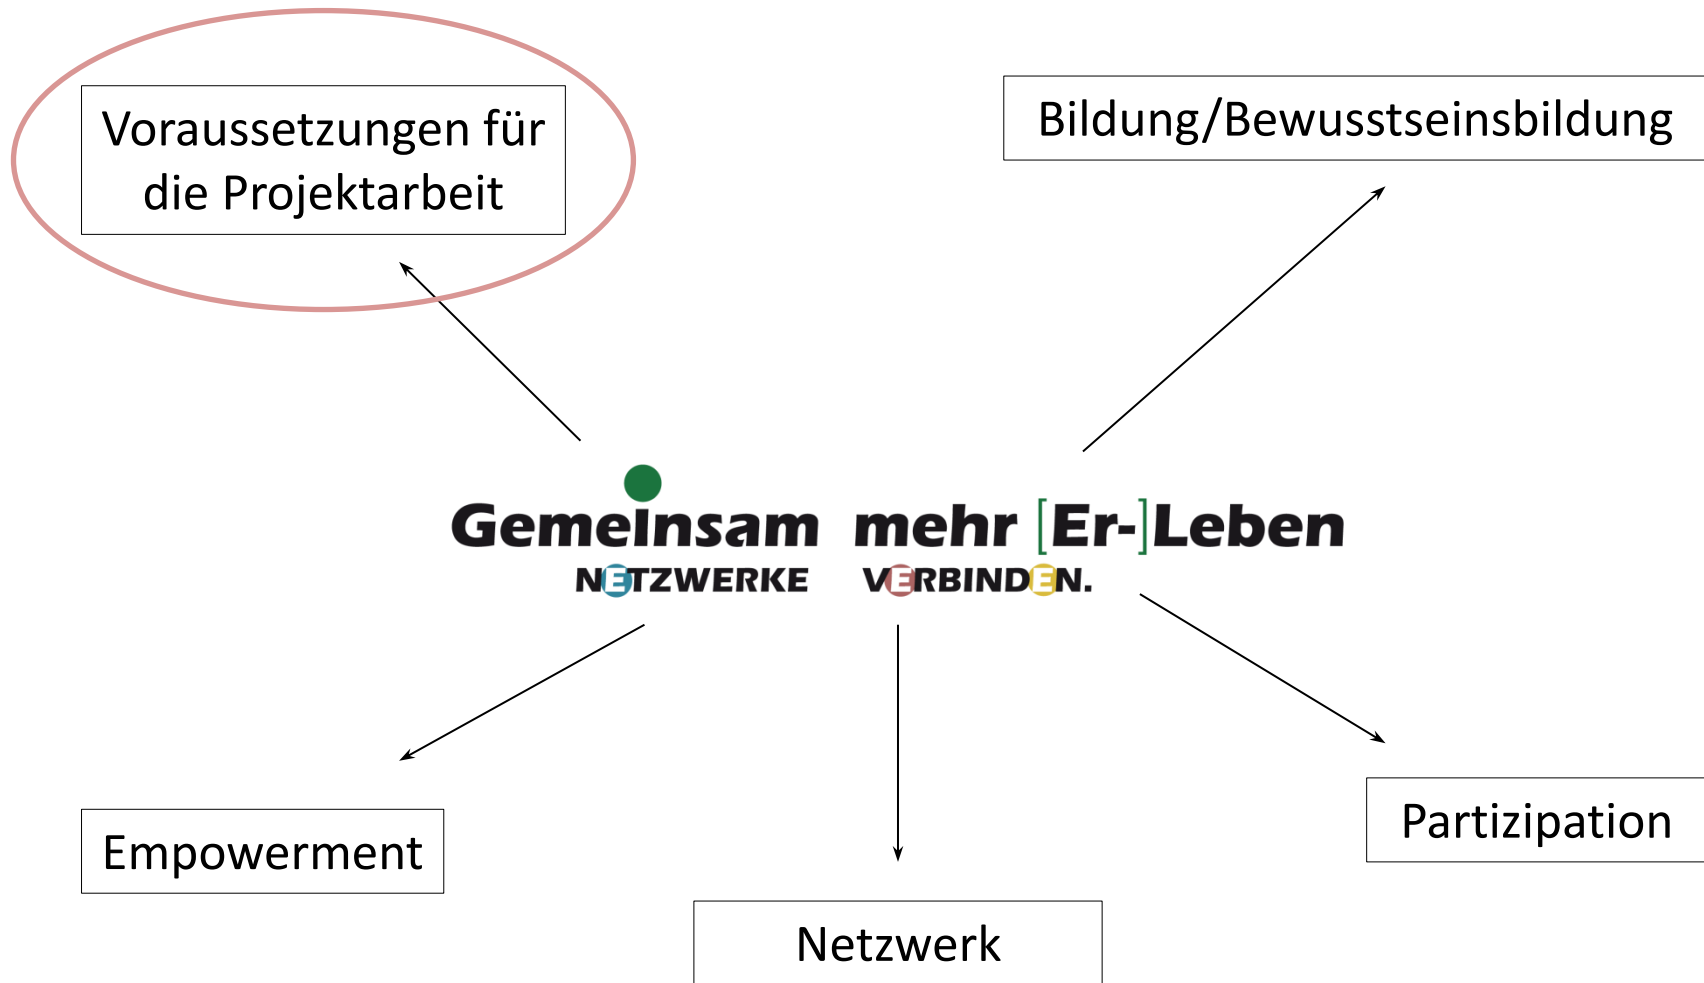 Voraussetzungen für
die Projektarbeit
Bildung/Bewusstseinsbildung
Gemeinsam mehr [Er-]Leben
NETZWERKE VERBINDEN.
Empowerment
Partizipation
Netzwerk